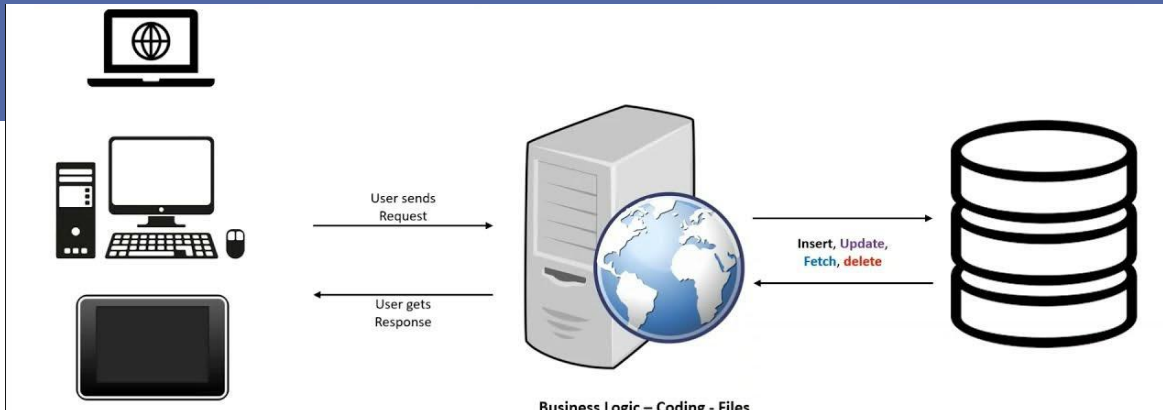 User sends
Request
User gets
Response
Insert, Update,
Fetch, delete
Business Logic – Coding - Files